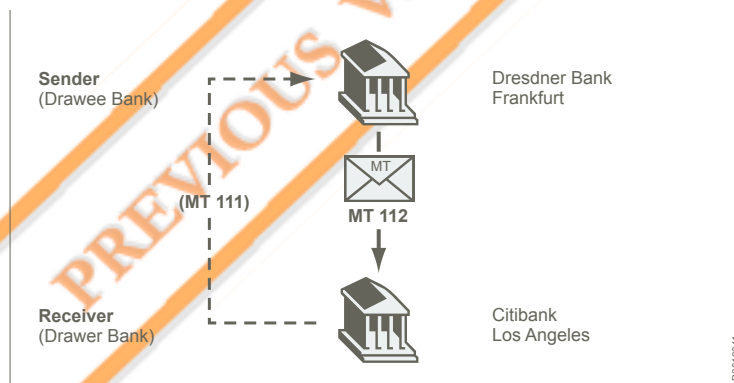 Sender
(Drawee Bank)
Dresdner Bank
Frankfurt
MT
(MT 111)
MT 112
Receiver
(Drawer Bank)
Citibank
Los Angeles
PREVIOUS